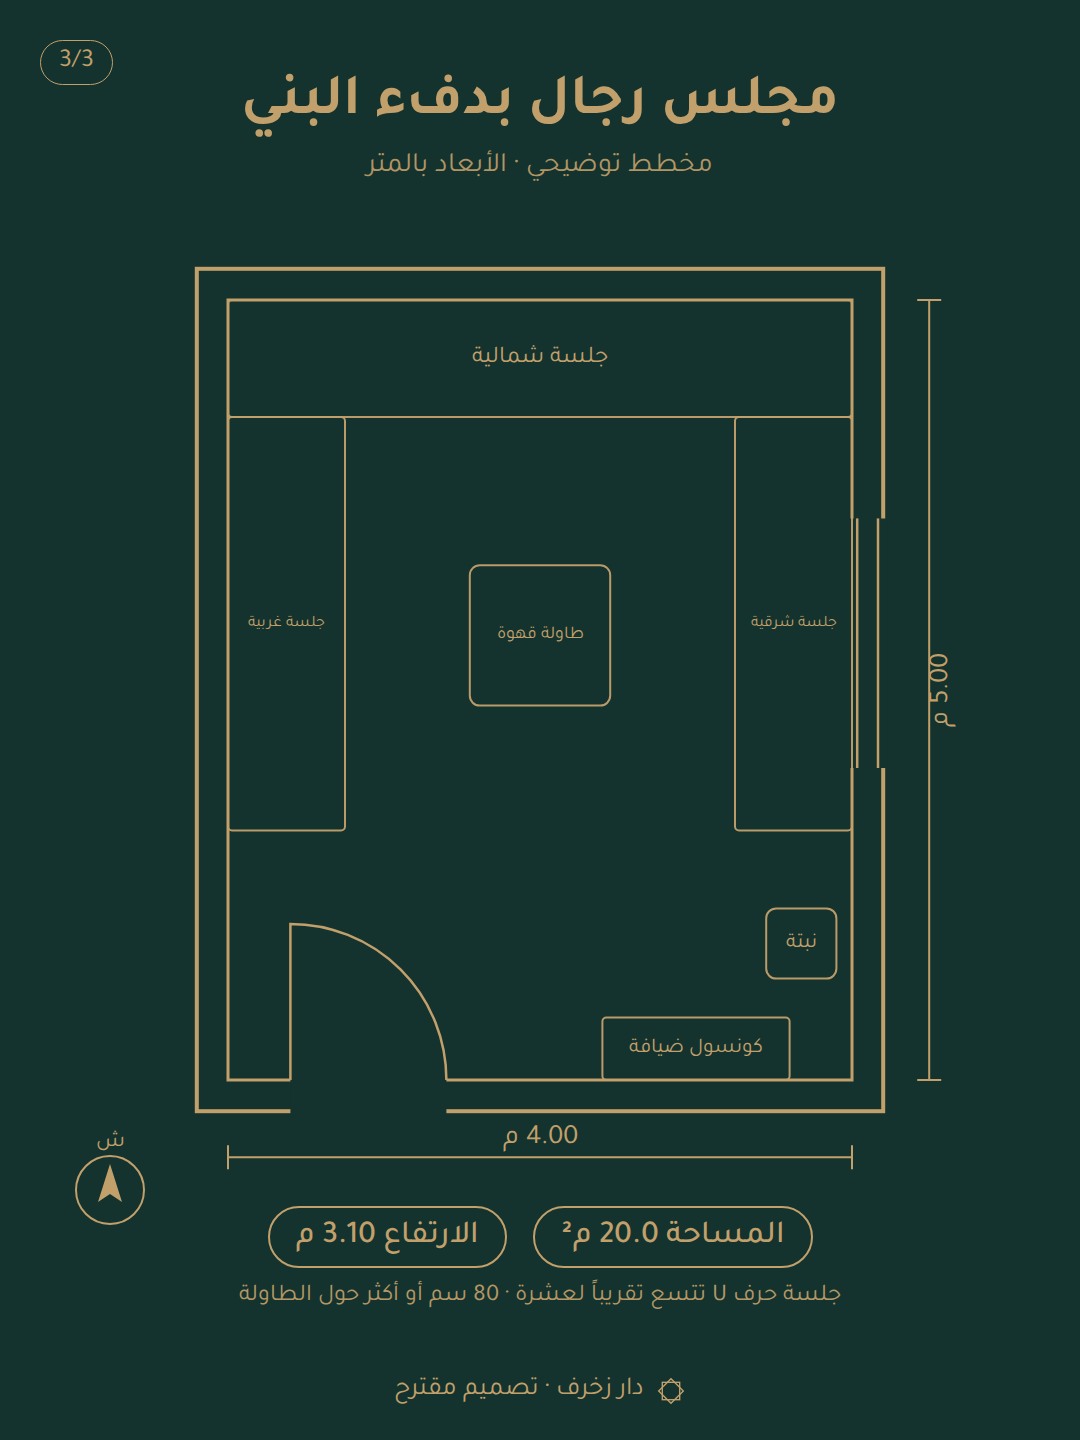 3/3
مجلس رجال بدفء البني
مخطط توضيحي · الأبعاد بالمتر
جلسة شمالية
جلسة شرقية
طاولة قهوة
جلسة غربية
5.00 م
نبتة
كونسول ضيافة
4.00 م
ش
المساحة 20.0 م²
الارتفاع 3.10 م
جلسة حرف U تتسع تقريباً لعشرة · 80 سم أو أكثر حول الطاولة
دار زخرف · تصميم مقترح